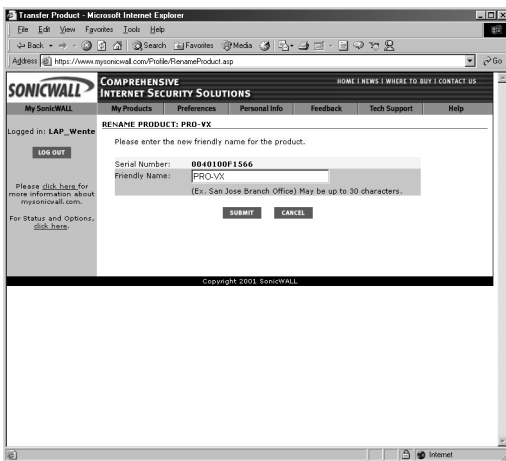 Transfer Product - Microsoft Internet Explorer
File Edit View Favorites Tools Help
Back Search Favorites Media
Address https://www.mysonicwall.com/Profile/RenameProduct.asp Go
SONICWALL
COMPREHENSIVE
INTERNET SECURITY SOLUTIONS
HOME | NEWS | WHERE TO BUY | CONTACT US
My SonicWALL My Products Preferences Personal Info Feedback Tech Support Help
Logged in: LAP_Wente
LOG OUT
Please click here for
more information about
mysonicwall.com.
For Status and Options,
click here.
RENAME PRODUCT: PRO-VX
Please enter the new friendly name for the product.
Serial Number: 0040100F1566
Friendly Name: PRO-VX
(Ex. San Jose Branch Office) May be up to 30 characters.
SUBMIT CANCEL
Copyright 2001 SonicWALL
Internet